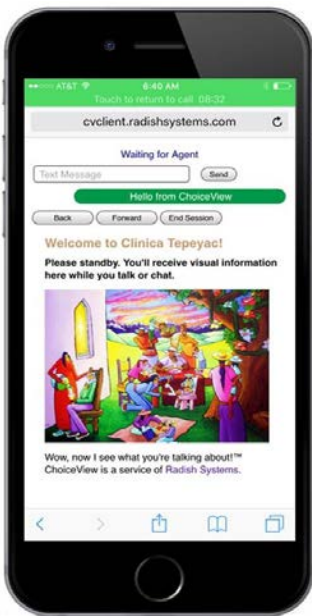 AT&T 6:40 AM
Touch to return to call 08:32
cvclient.radishsystems.com
Waiting for Agent
Text Message Send
Hello from ChoiceView
Back Forward End Session
Welcome to Clinica Tepeyac!
Please standby. You'll receive visual information
here while you talk or chat.
Wow, now I see what you're talking about!™
ChoiceView is a service of Radish Systems.